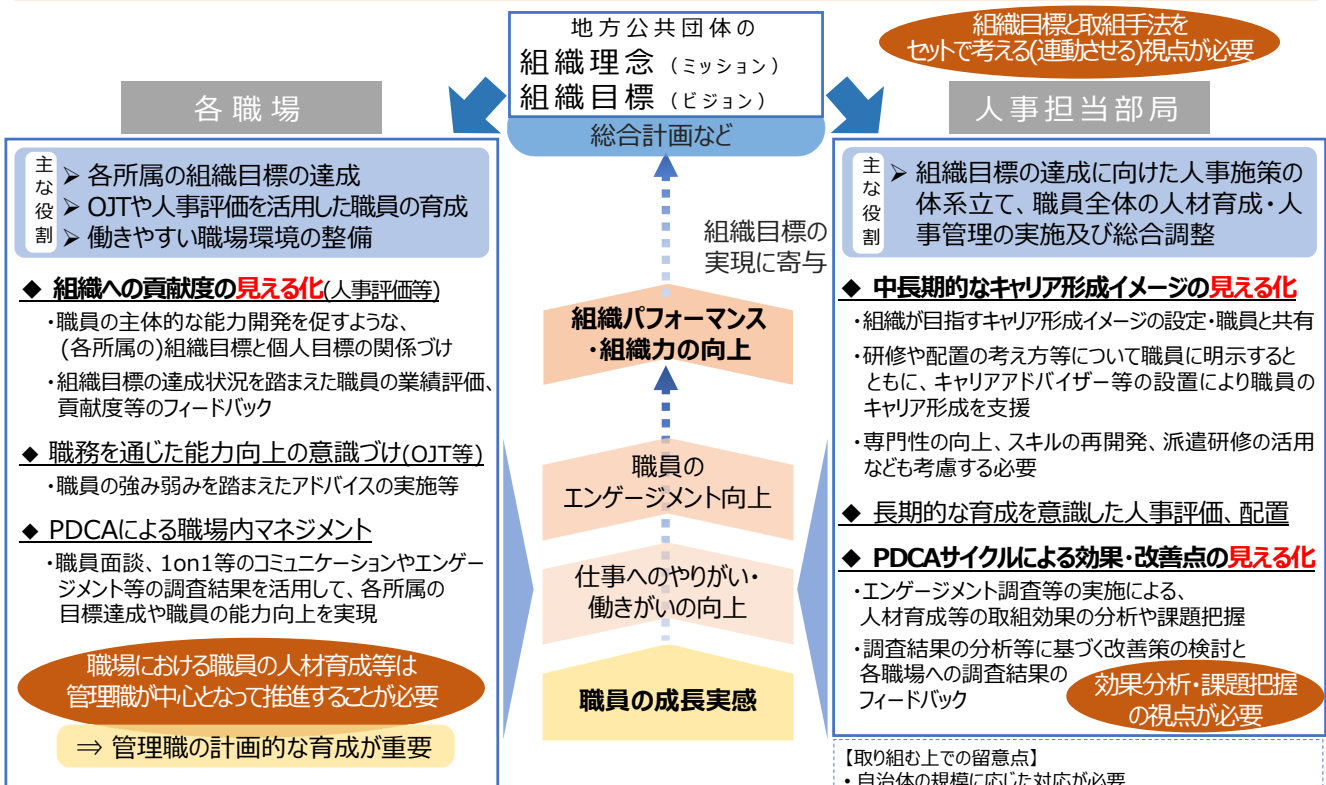 地方公共団体の
組織理念（ミッション）
組織目標（ビジョン）
総合計画など
組織目標と取組手法を
セットで考える(連動させる)視点が必要
各職場
主な役割
➢ 各所属の組織目標の達成
➢ OJTや人事評価を活用した職員の育成
➢ 働きやすい職場環境の整備
◆ 組織への貢献度の見える化(人事評価等)
・職員の主体的な能力開発を促すような、
(各所属の)組織目標と個人目標の関係づけ
・組織目標の達成状況を踏まえた職員の業績評価、
貢献度等のフィードバック
◆ 職務を通じた能力向上の意識づけ(OJT等)
・職員の強み弱みを踏まえたアドバイスの実施等
◆ PDCAによる職場内マネジメント
・職員面談、1on1等のコミュニケーションやエンゲー
ジメント等の調査結果を活用して、各所属の
目標達成や職員の能力向上を実現
職場における職員の人材育成等は
管理職が中心となって推進することが必要
⇒ 管理職の計画的な育成が重要
組織目標の
実現に寄与
組織パフォーマンス
・組織力の向上
職員の
エンゲージメント向上
仕事へのやりがい・
働きがいの向上
職員の成長実感
人事担当部局
主な役割
➢ 組織目標の達成に向けた人事施策の
体系立て、職員全体の人材育成・人
事管理の実施及び総合調整
◆ 中長期的なキャリア形成イメージの見える化
・組織が目指すキャリア形成イメージの設定・職員と共有
・研修や配置の考え方等について職員に明示すると
ともに、キャリアアドバイザー等の設置により職員の
キャリア形成を支援
・専門性の向上、スキルの再開発、派遣研修の活用
なども考慮する必要
◆ 長期的な育成を意識した人事評価、配置
◆ PDCAサイクルによる効果・改善点の見える化
・エンゲージメント調査等の実施による、
人材育成等の取組効果の分析や課題把握
・調査結果の分析等に基づく改善策の検討と
各職場への調査結果の
フィードバック
効果分析・課題把握
の視点が必要
【取り組む上での留意点】
・自治体の規模に応じた対応が必要